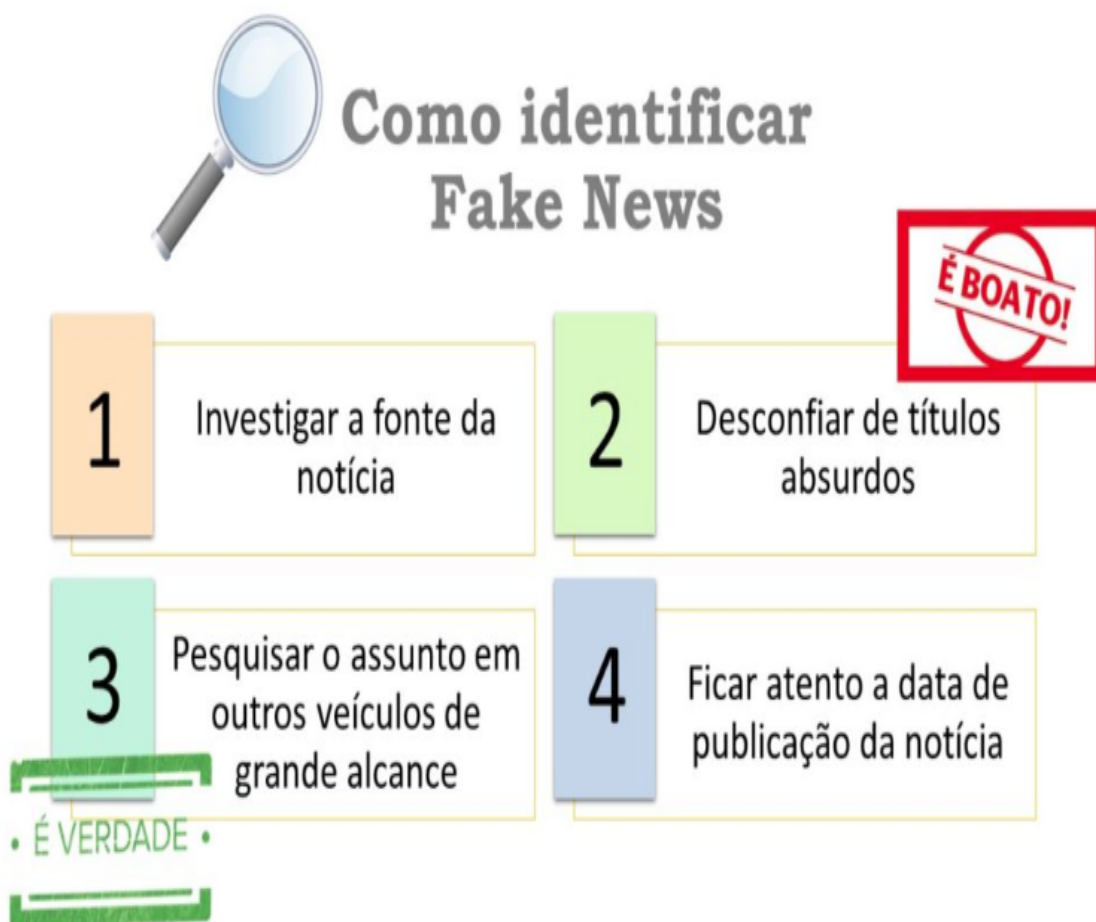 Como identificar
Fake News
É BOATO!
1
Investigar a fonte da
notícia
2
Desconfiar de títulos
absurdos
3
Pesquisar o assunto em
outros veículos de
grande alcance
4
Ficar atento a data de
publicação da notícia
• É VERDADE •